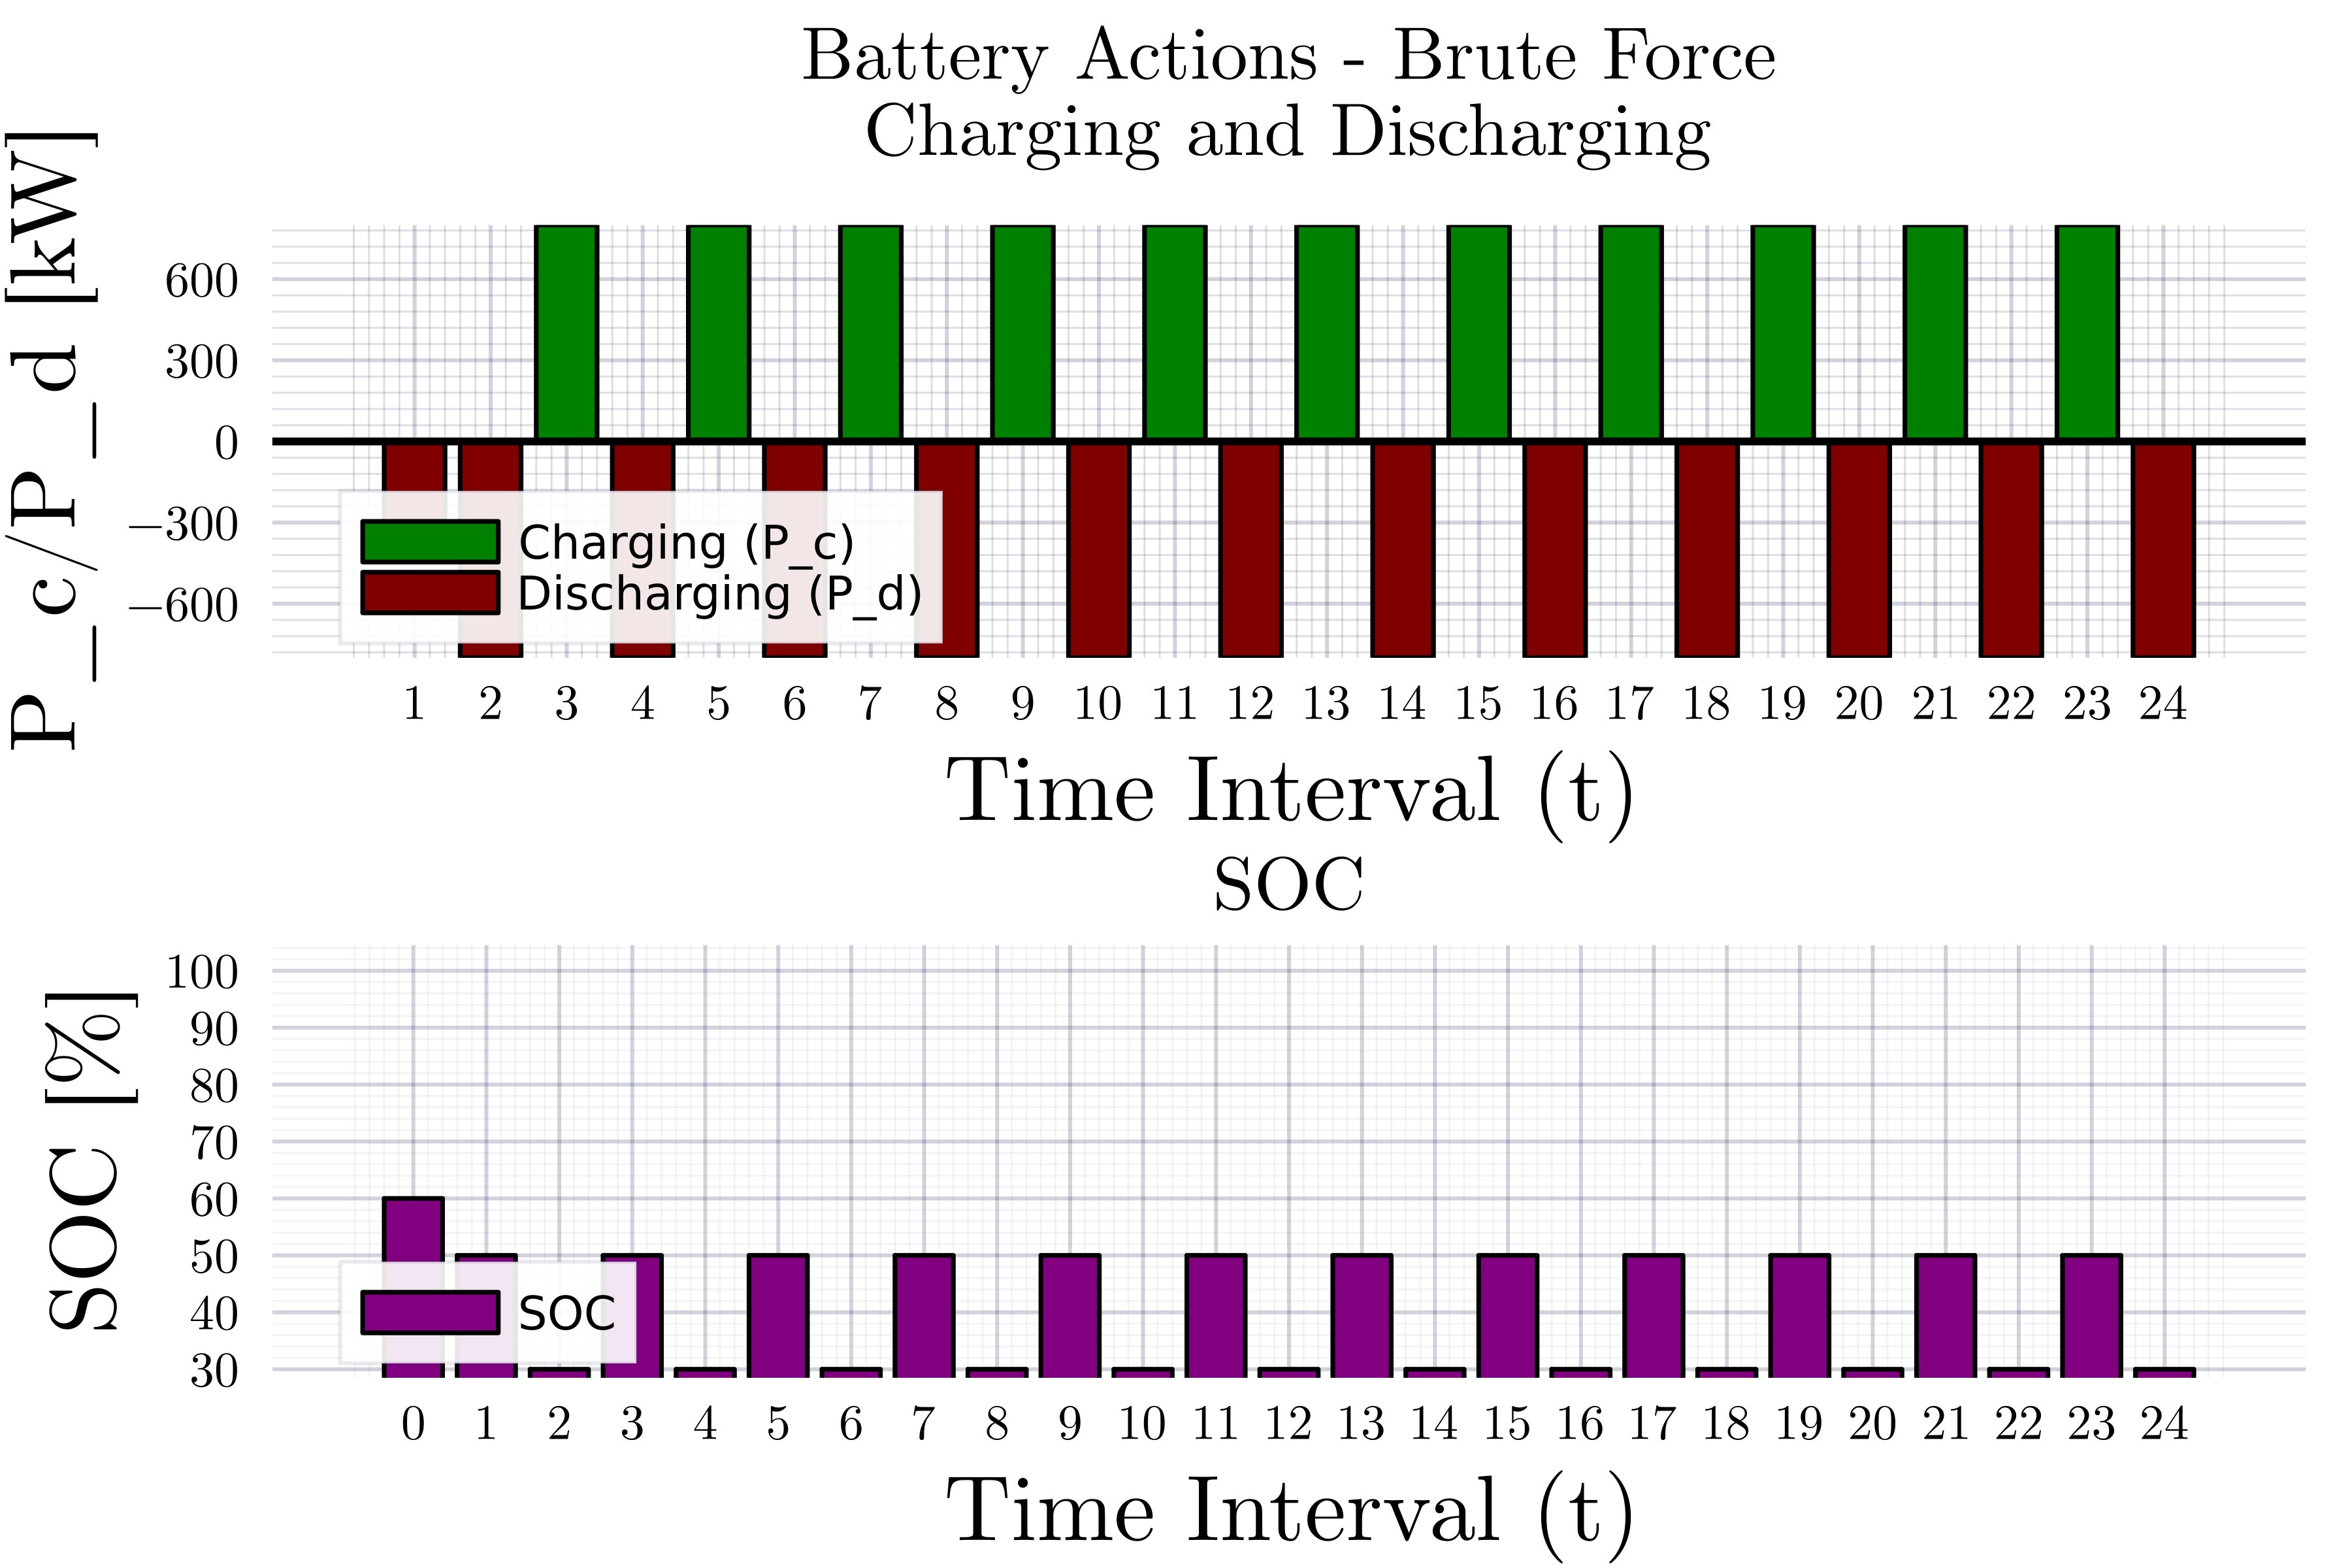 Battery Actions - Brute Force
Charging and Discharging
P_c/P_d [kW]
600
300
0
−300
−600
Charging (P_c)
Discharging (P_d)
1 2 3 4 5 6 7 8 9 10 11 12 13 14 15 16 17 18 19 20 21 22 23 24
Time Interval (t)
SOC
SOC [%]
100
90
80
70
60
50
40
30
SOC
0 1 2 3 4 5 6 7 8 9 10 11 12 13 14 15 16 17 18 19 20 21 22 23 24
Time Interval (t)